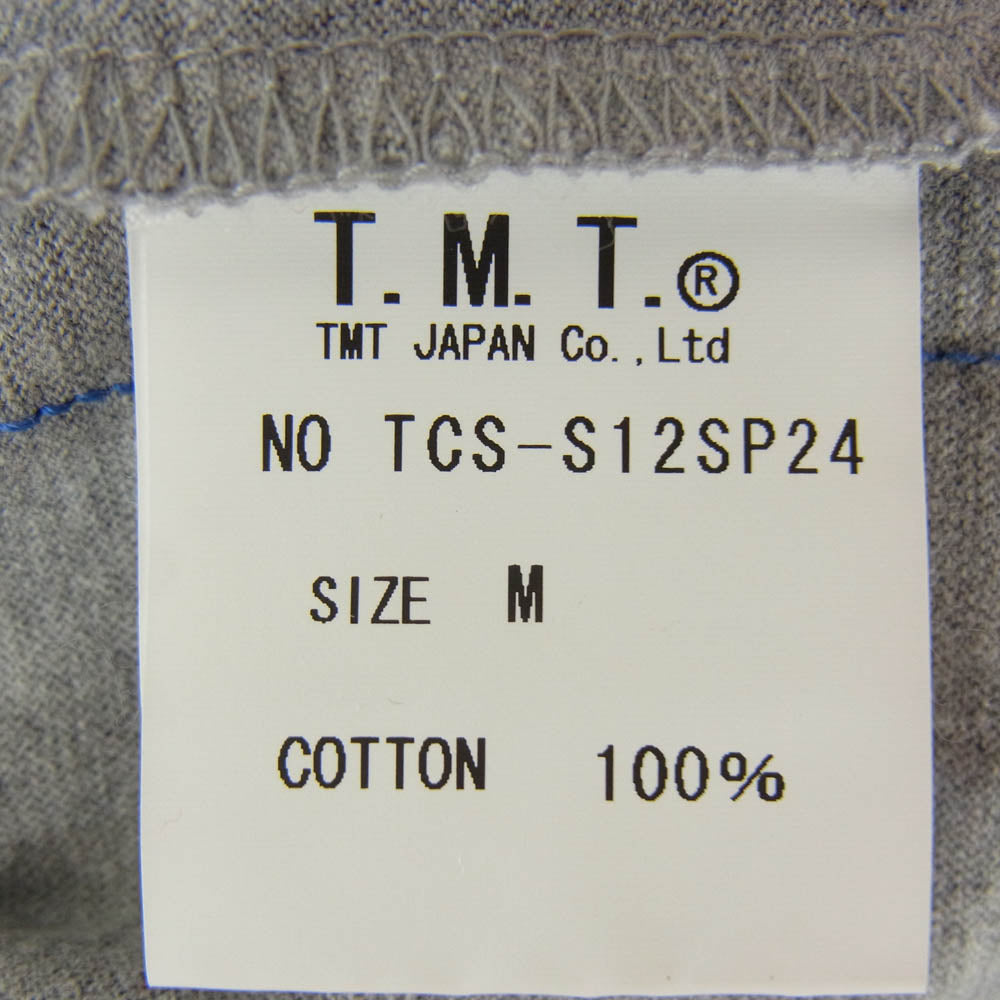 T. M. T.®
TMT JAPAN Co.,Ltd
NO TCS-S12SP24
SIZE M
COTTON 100%